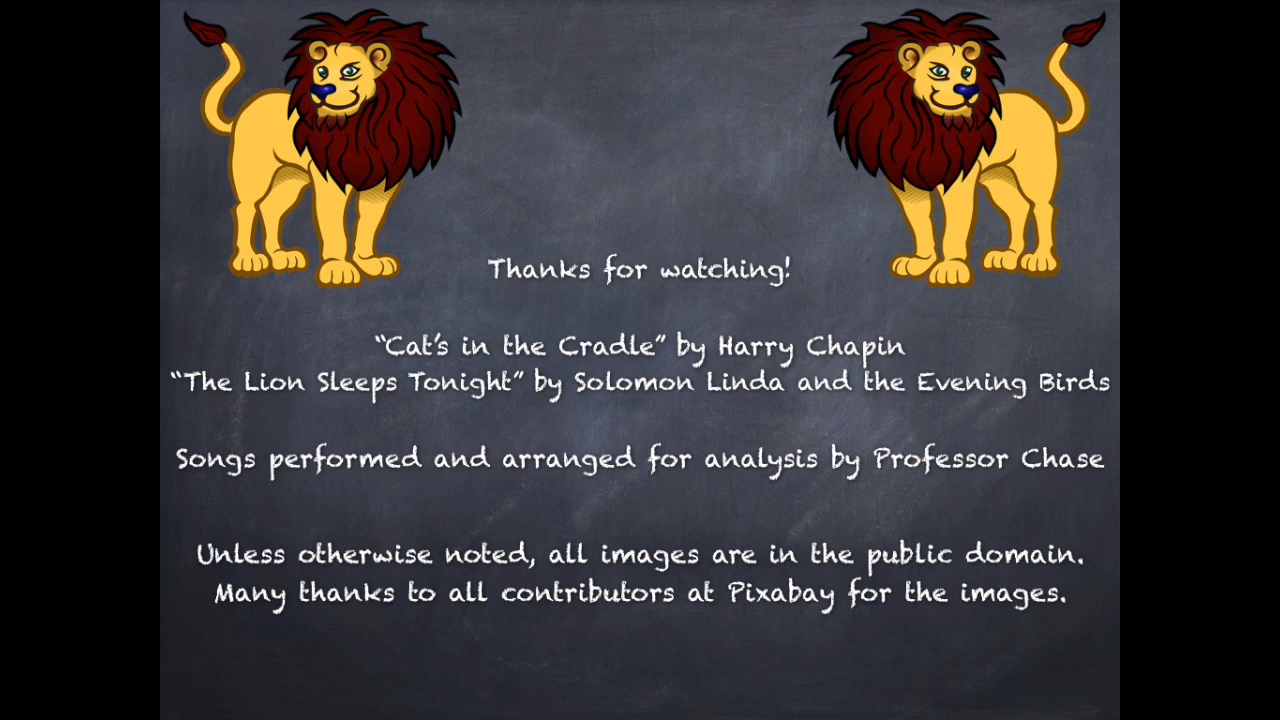 Thanks for watching!
“Cat’s in the Cradle” by Harry Chapin
“The Lion Sleeps Tonight” by Solomon Linda and the Evening Birds
Songs performed and arranged for analysis by Professor Chase
Unless otherwise noted, all images are in the public domain.
Many thanks to all contributors at Pixabay for the images.